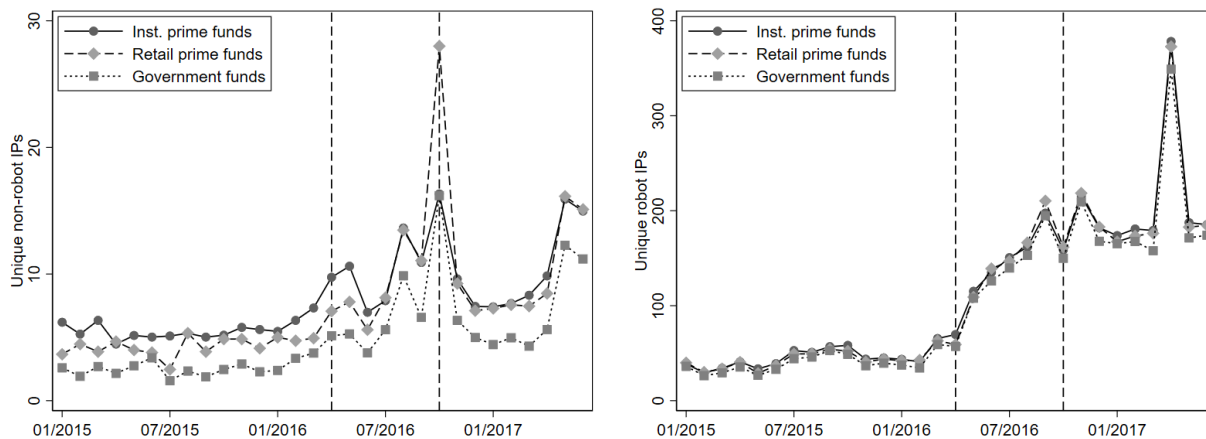 Unique non-robot IPs
30
20
10
0
Inst. prime funds
Retail prime funds
Government funds
01/2015 07/2015 01/2016 07/2016 01/2017
Unique robot IPs
400
300
200
100
0
Inst. prime funds
Retail prime funds
Government funds
01/2015 07/2015 01/2016 07/2016 01/2017